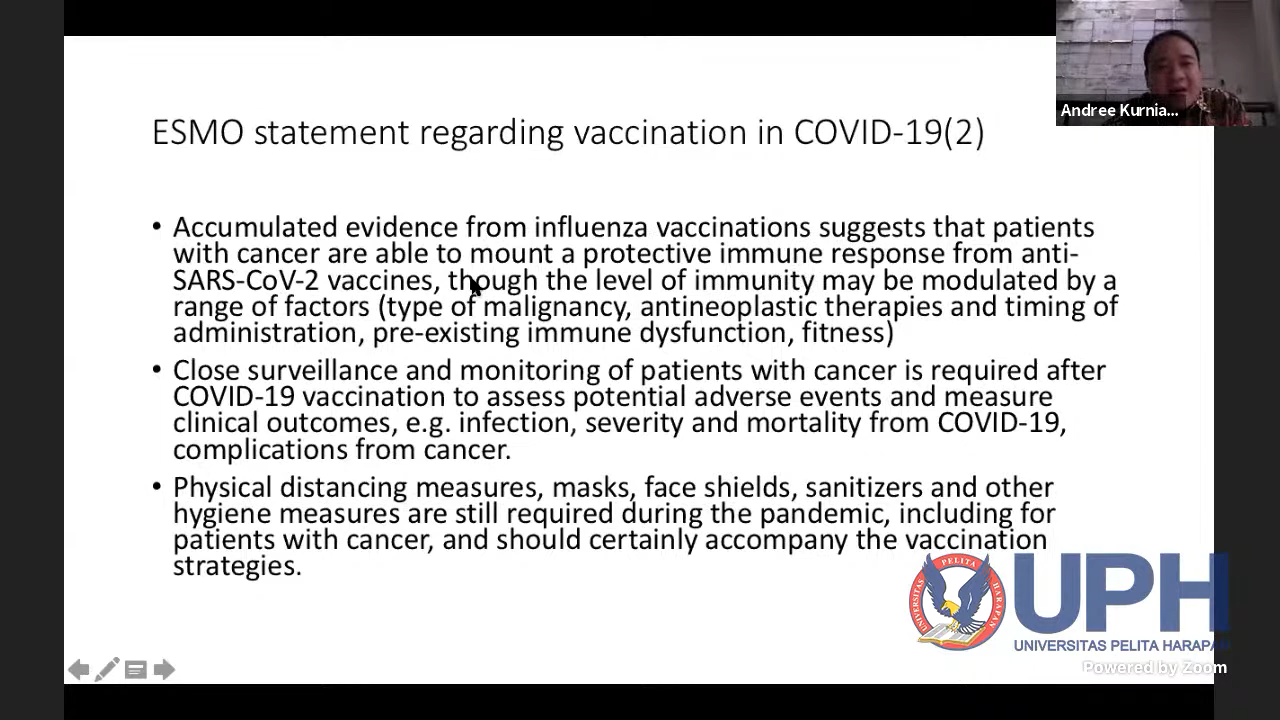 Andree Kurnia...
ESMO statement regarding vaccination in COVID-19(2)
• Accumulated evidence from influenza vaccinations suggests that patients
with cancer are able to mount a protective immune response from anti-
SARS-CoV-2 vaccines, though the level of immunity may be modulated by a
range of factors (type of malignancy, antineoplastic therapies and timing of
administration, pre-existing immune dysfunction, fitness)
• Close surveillance and monitoring of patients with cancer is required after
COVID-19 vaccination to assess potential adverse events and measure
clinical outcomes, e.g. infection, severity and mortality from COVID-19,
complications from cancer.
• Physical distancing measures, masks, face shields, sanitizers and other
hygiene measures are still required during the pandemic, including for
patients with cancer, and should certainly accompany the vaccination
strategies.
UNIVERSITAS PELITA HARAPAN
UPH
UNIVERSITAS PELITA HARAPAN
Powered by Zoom